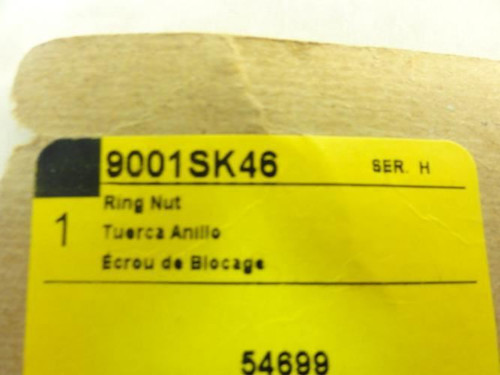 9001SK46 SER. H
Ring Nut
1 Tuerca Anillo
Écrou de Blocage
54699